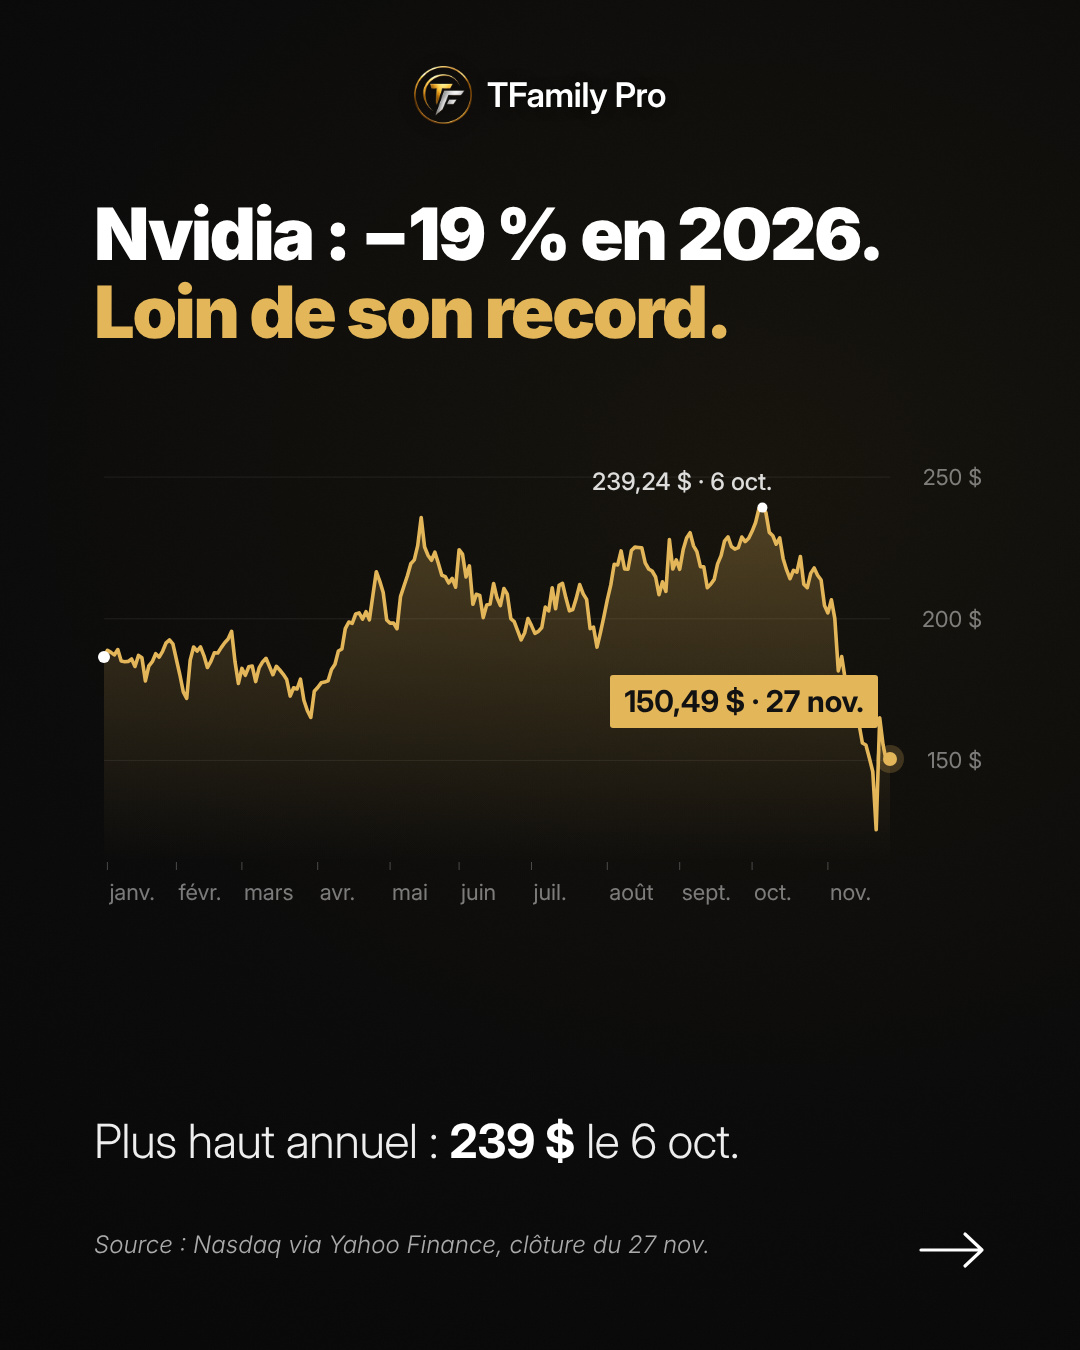 TF TFamily Pro
Nvidia : −19 % en 2026.
Loin de son record.
239,24 $ · 6 oct.
250 $
200 $
150,49 $ · 27 nov.
150 $
janv. févr. mars avr. mai juin juil. août sept. oct. nov.
Plus haut annuel : 239 $ le 6 oct.
Source : Nasdaq via Yahoo Finance, clôture du 27 nov.